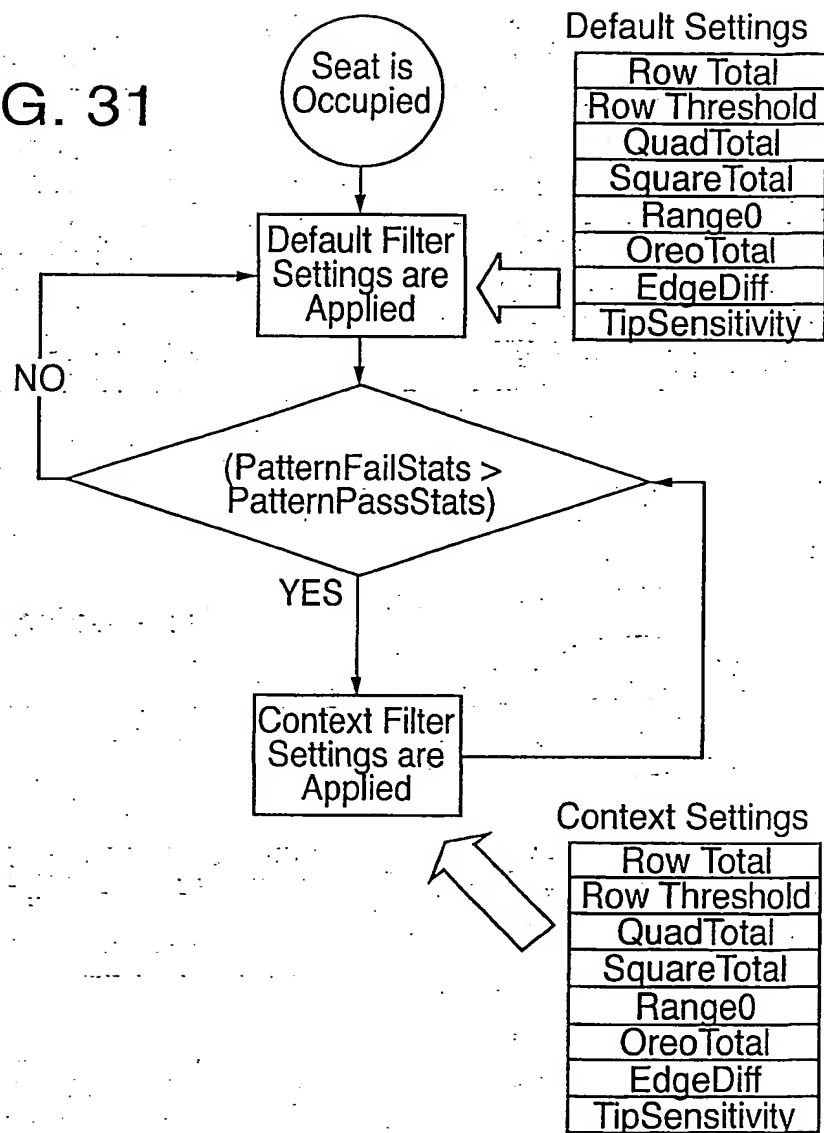 G. 31
Seat is
Occupied
Default Settings
Row Total
Row Threshold
QuadTotal
SquareTotal
Range0
OreoTotal
EdgeDiff
TipSensitivity
Default Filter
Settings are
Applied
NO
(PatternFailStats >
PatternPassStats)
YES
Context Filter
Settings are
Applied
Context Settings
Row Total
Row Threshold
QuadTotal
SquareTotal
Range0
OreoTotal
EdgeDiff
TipSensitivity